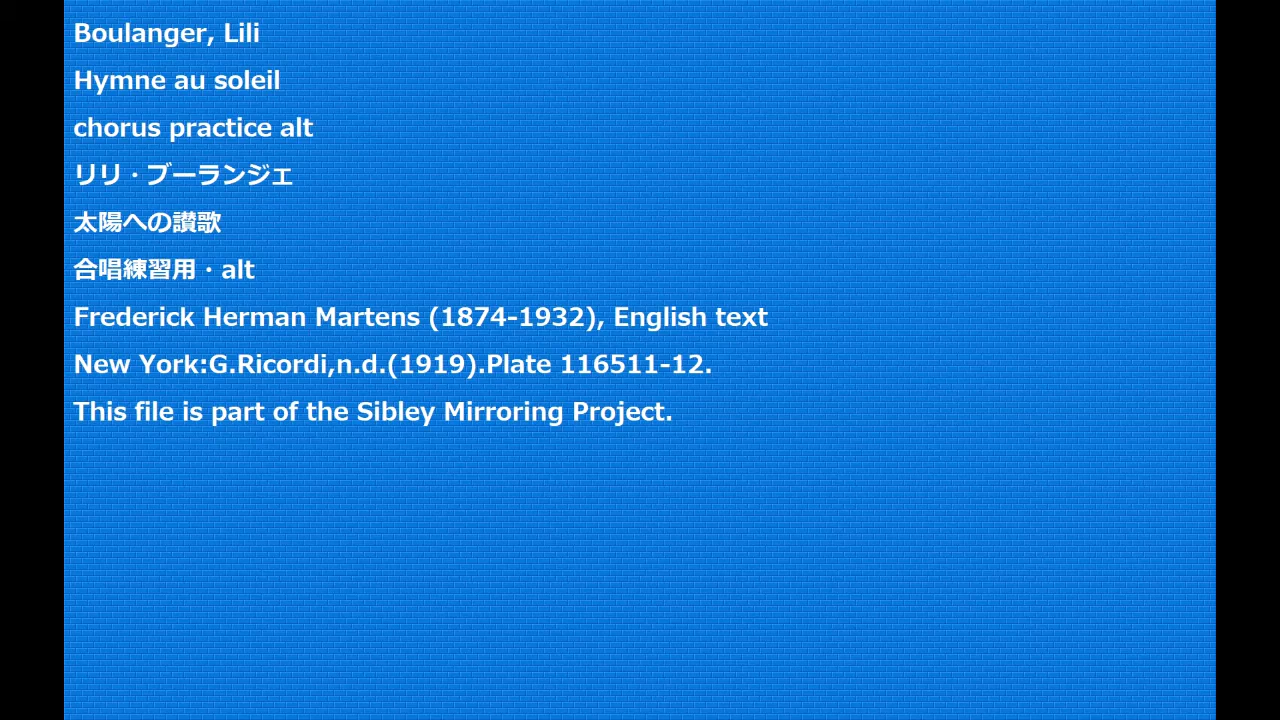 Boulanger, Lili
Hymne au soleil
chorus practice alt
リリ・ブーランジェ
太陽への讃歌
合唱練習用・alt
Frederick Herman Martens (1874-1932), English text
New York:G.Ricordi,n.d.(1919).Plate 116511-12.
This file is part of the Sibley Mirroring Project.